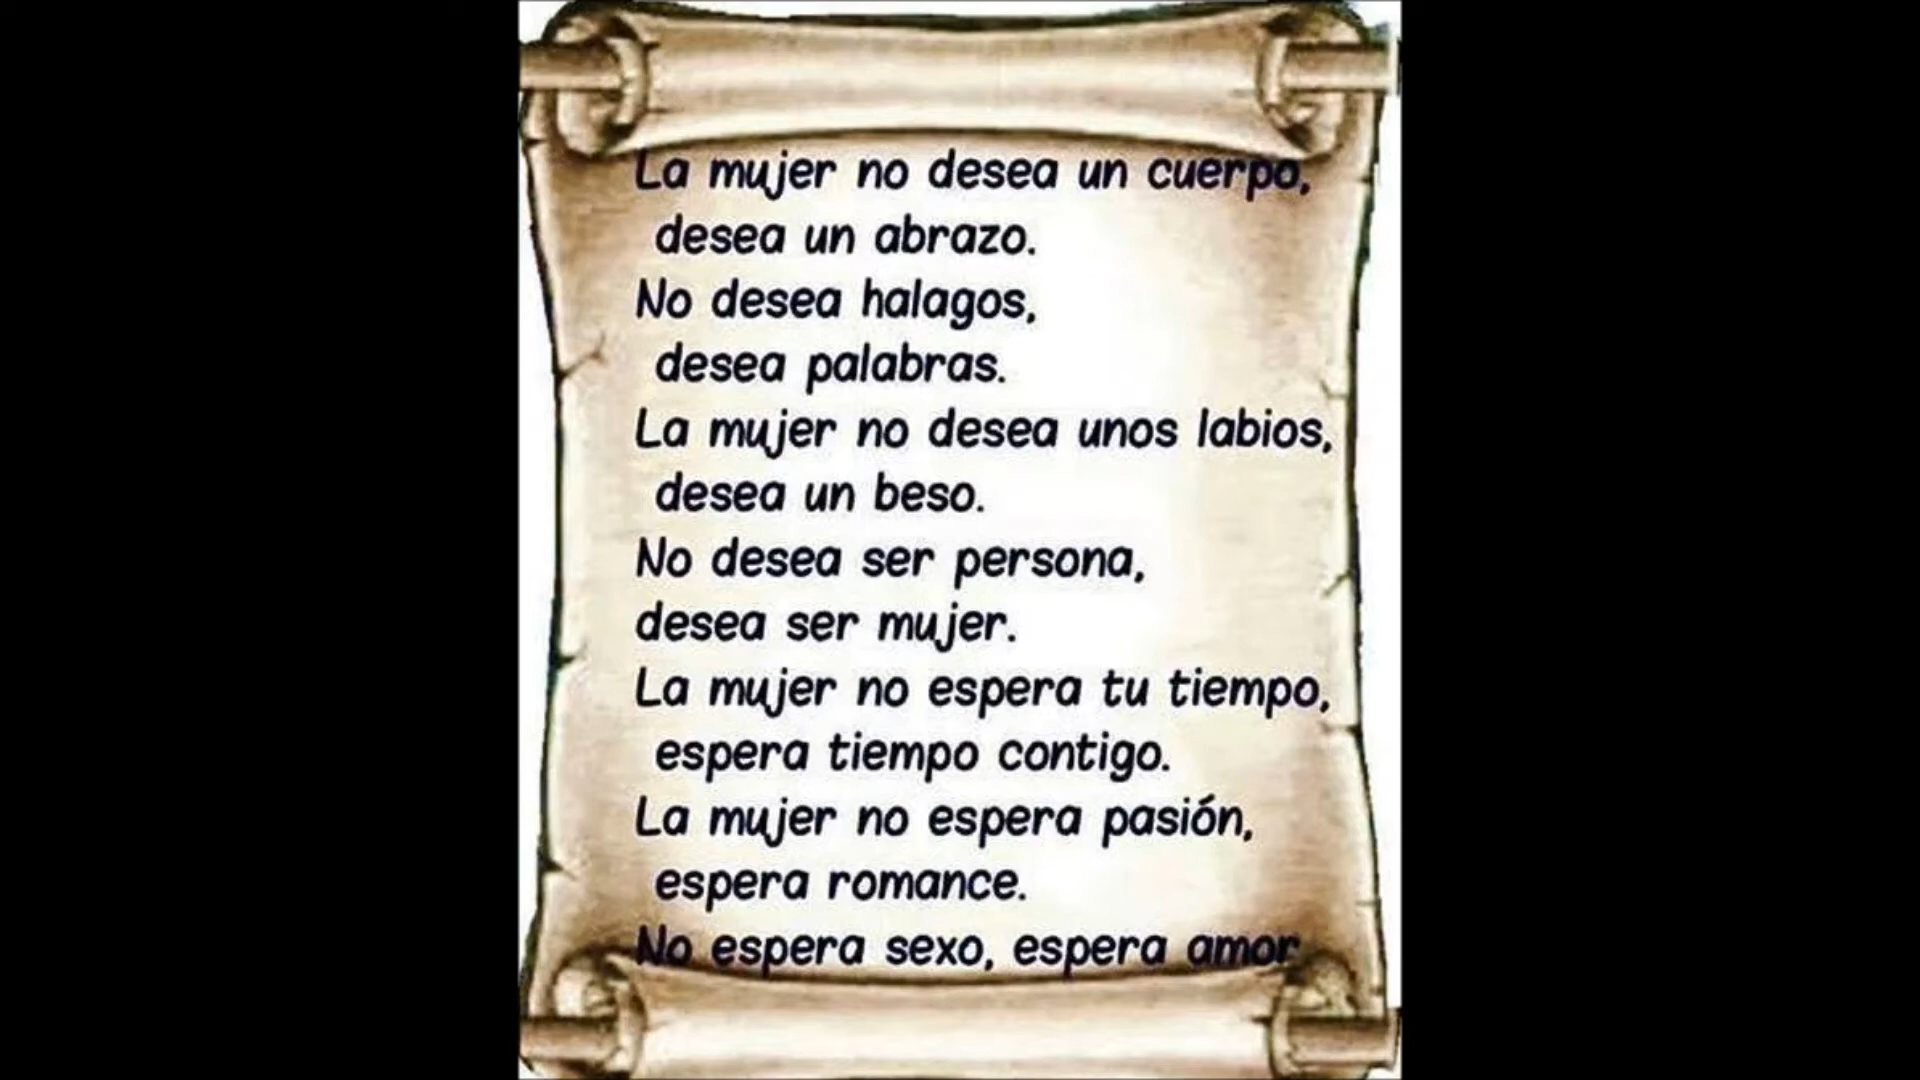 La mujer no desea un cuerpo,
desea un abrazo.
No desea halagos,
desea palabras.
La mujer no desea unos labios,
desea un beso.
No desea ser persona,
desea ser mujer.
La mujer no espera tu tiempo,
espera tiempo contigo.
La mujer no espera pasión,
espera romance.
No espera sexo, espera amor